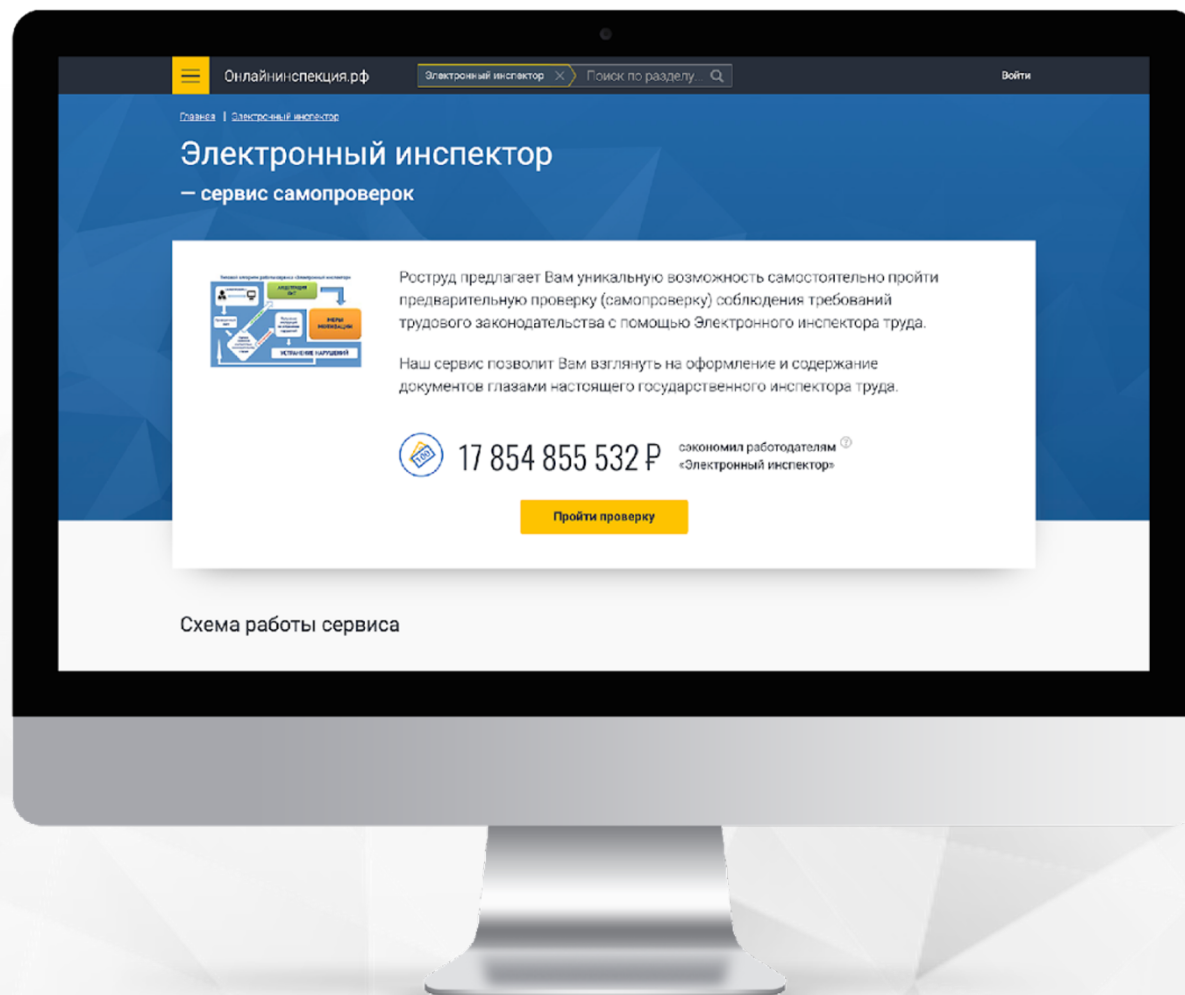 Онлайнинспекция.рф
Электронный инспектор
Поиск по разделу...
Войти
Главная | Электронный инспектор
Электронный инспектор
— сервис самопроверок
Роструд предлагает Вам уникальную возможность самостоятельно пройти
предварительную проверку (самопроверку) соблюдения требований
трудового законодательства с помощью Электронного инспектора труда.
Наш сервис позволит Вам взглянуть на оформление и содержание
документов глазами настоящего государственного инспектора труда.
УСТРАНЕНИЕ НАРУШЕНИЙ
100
17 854 855 532 ₽
сэкономил работодателям
«Электронный инспектор»
Пройти проверку
Схема работы сервиса